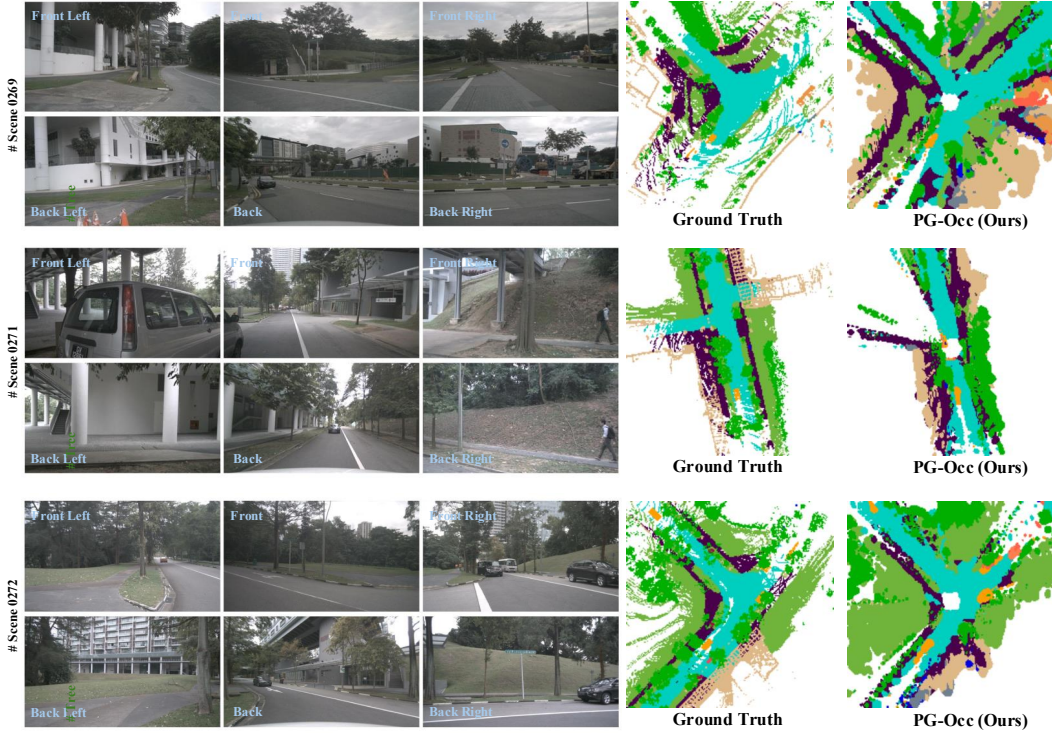 # Scene 0269
Front Left
Front
Front Right
Back Left
Back
Back Right
Ground Truth
PG-Occ (Ours)
# Scene 0271
Front Left
Front
Front Right
Back Left
Back
Back Right
Ground Truth
PG-Occ (Ours)
# Scene 0272
Front Left
Front
Front Right
Back Left
Back
Back Right
Ground Truth
PG-Occ (Ours)